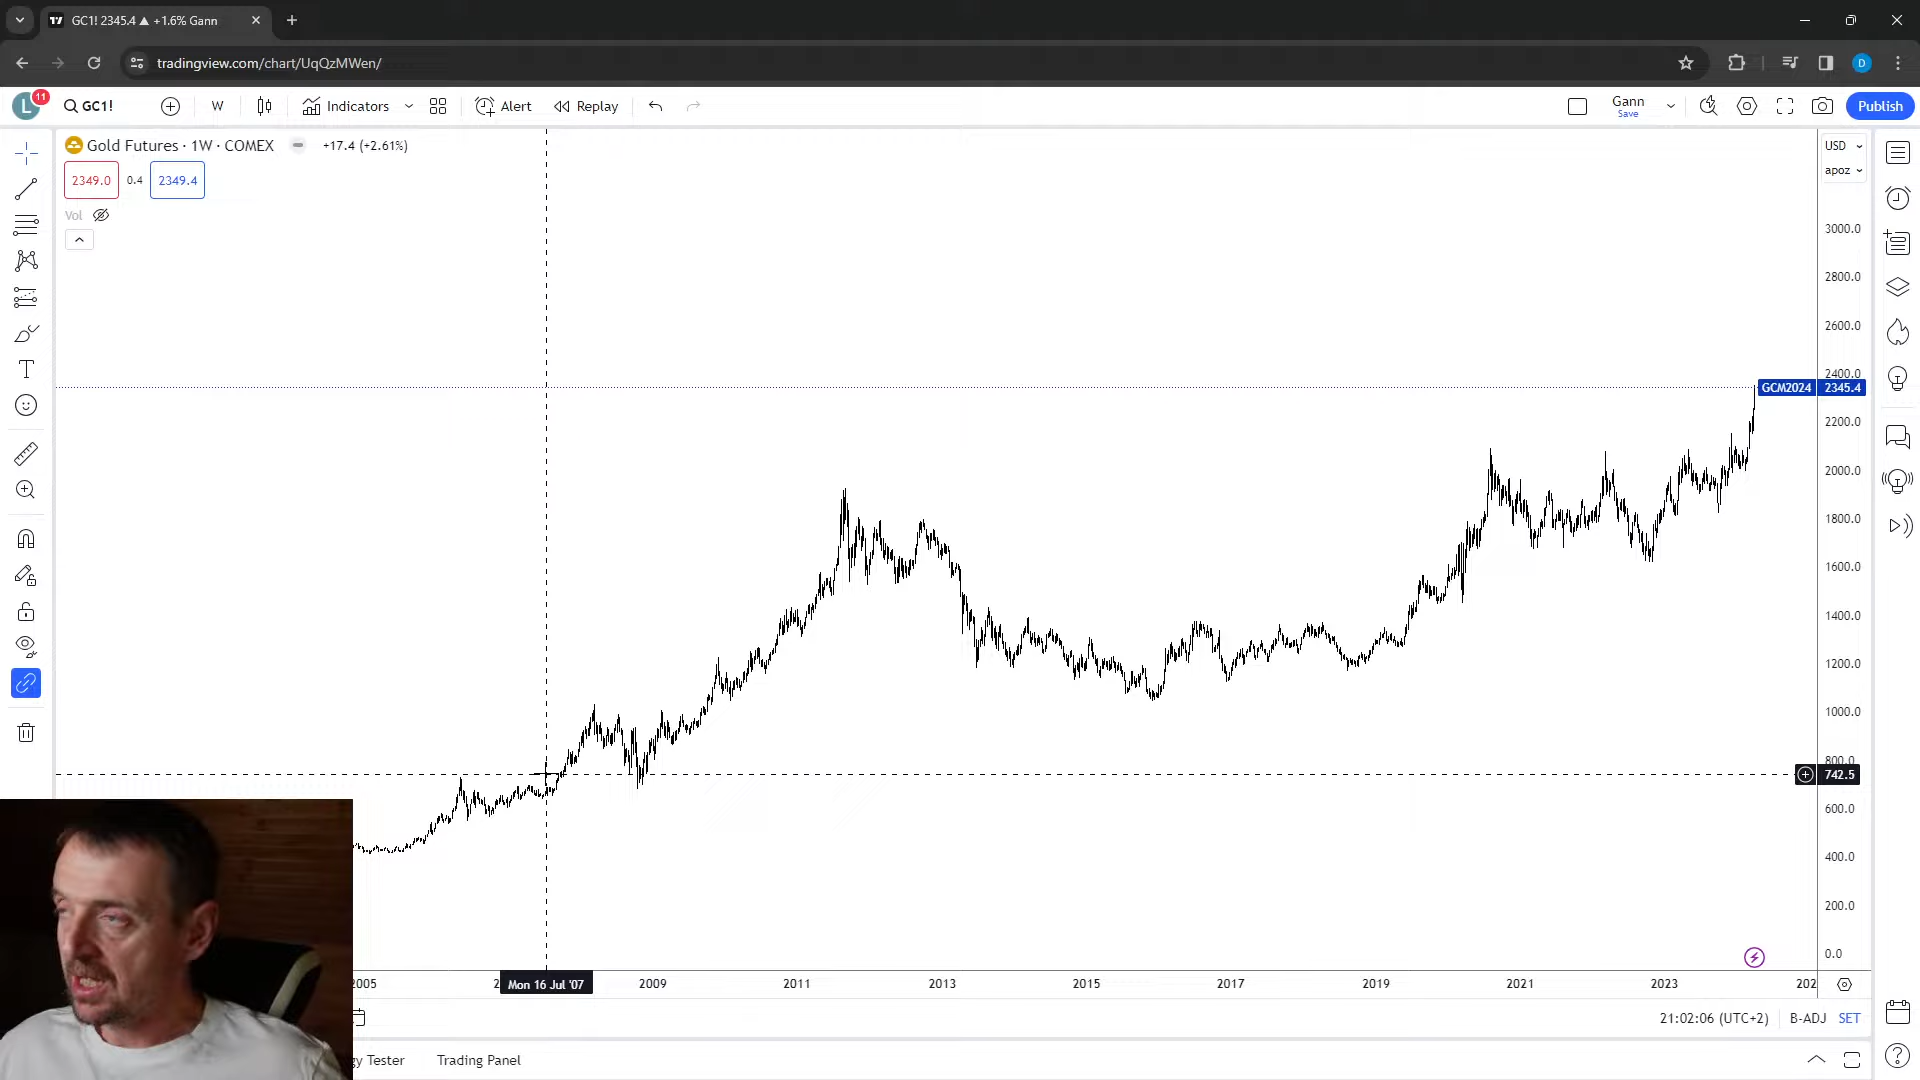 GC1! 2345.4 ▲ +1.6% Gann
tradingview.com/chart/UqQzMWen/
D
L
11
GC1!
W
Indicators
Alert
Replay
Gann
Save
Publish
Gold Futures · 1W · COMEX
+17.4 (+2.61%)
USD
apoz
2349.0
0.4
2349.4
Vol
3000.0
2800.0
2600.0
2400.0
GCM2024
2345.4
2200.0
2000.0
1800.0
1600.0
1400.0
1200.0
1000.0
800.0
742.5
600.0
400.0
200.0
0.0
2005
Mon 16 Jul '07
2009
2011
2013
2015
2017
2019
2021
2023
202
21:02:06 (UTC+2)
B-ADJ
SET
gy Tester
Trading Panel